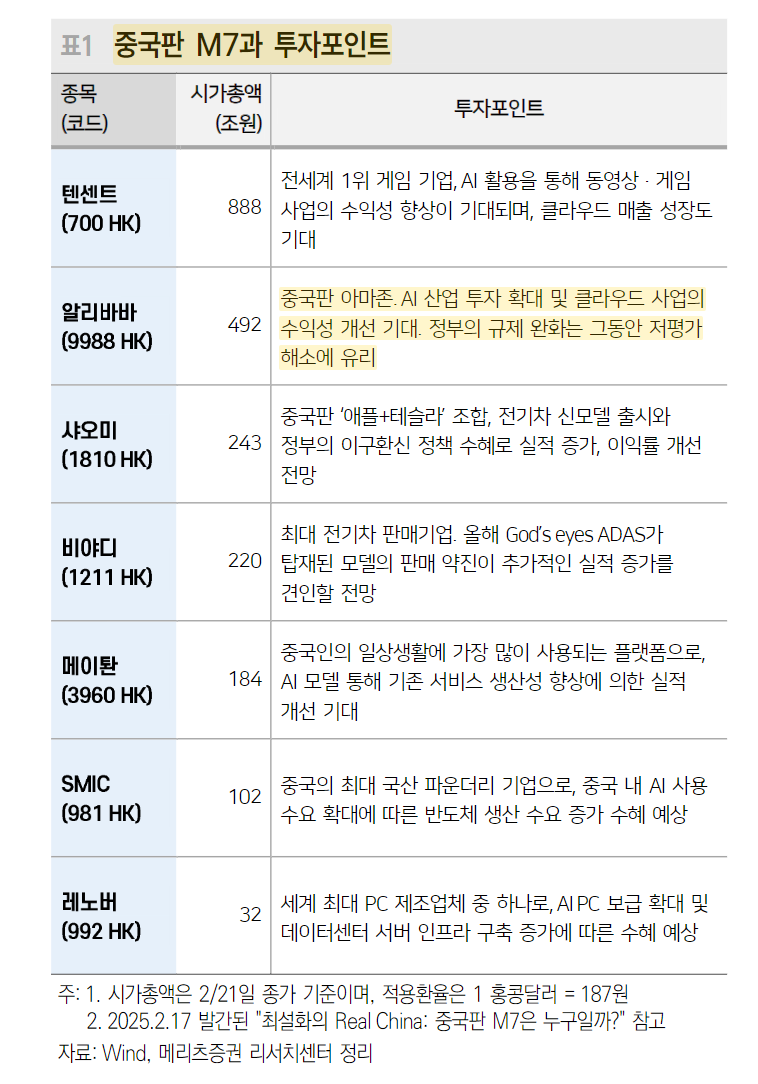 표1 중국판 M7과 투자포인트
종목
(코드)
시가총액
(조원)
투자포인트
텐센트
(700 HK)
888
전세계 1위 게임 기업, AI 활용을 통해 동영상·게임
사업의 수익성 향상이 기대되며, 클라우드 매출 성장도
기대
알리바바
(9988 HK)
492
중국판 아마존. AI 산업 투자 확대 및 클라우드 사업의
수익성 개선 기대. 정부의 규제 완화는 그동안 저평가
해소에 유리
샤오미
(1810 HK)
243
중국판 ‘애플+테슬라’ 조합, 전기차 신모델 출시와
정부의 이구환신 정책 수혜로 실적 증가, 이익률 개선
전망
비야디
(1211 HK)
220
최대 전기차 판매기업. 올해 God’s eyes ADAS가
탑재된 모델의 판매 약진이 추가적인 실적 증가를
견인할 전망
메이퇀
(3960 HK)
184
중국인의 일상생활에 가장 많이 사용되는 플랫폼으로,
AI 모델 통해 기존 서비스 생산성 향상에 의한 실적
개선 기대
SMIC
(981 HK)
102
중국의 최대 국산 파운더리 기업으로, 중국 내 AI 사용
수요 확대에 따른 반도체 생산 수요 증가 수혜 예상
레노버
(992 HK)
32
세계 최대 PC 제조업체 중 하나로, AI PC 보급 확대 및
데이터센터 서버 인프라 구축 증가에 따른 수혜 예상
주: 1. 시가총액은 2/21일 종가 기준이며, 적용환율은 1 홍콩달러 = 187원
2. 2025.2.17 발간된 "최설화의 Real China: 중국판 M7은 누구일까?" 참고
자료: Wind, 메리츠증권 리서치센터 정리